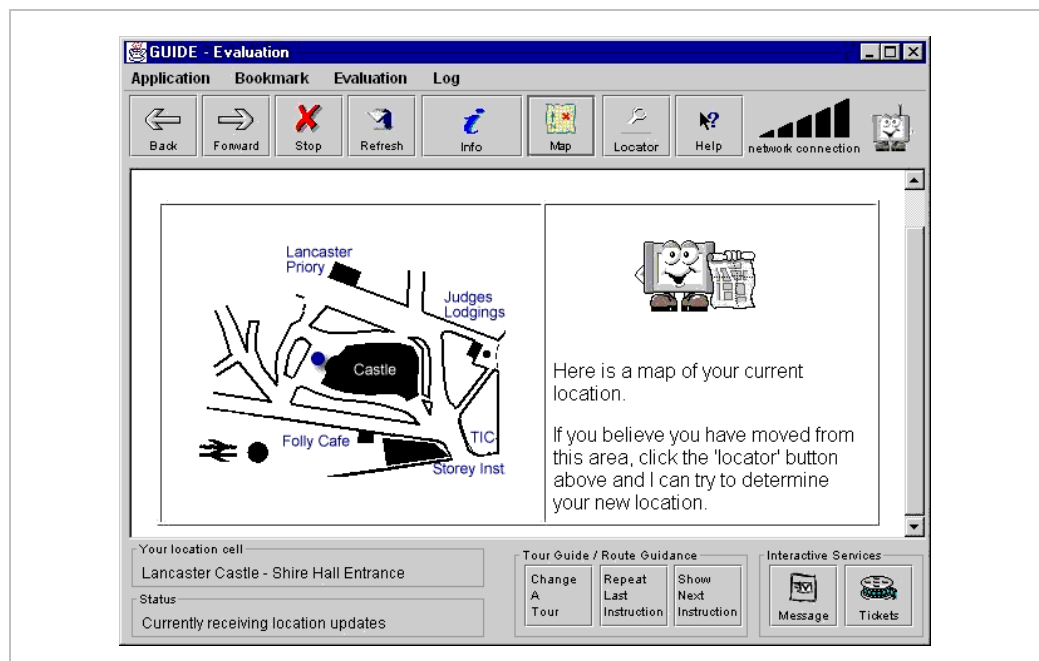 GUIDE - Evaluation
Application Bookmark Evaluation Log
Back Forward Stop Refresh Info Map Locator Help network connection
Lancaster
Priory
Judges
Lodgings
Castle
Folly Cafe
TIC
Storey Inst
Here is a map of your current
location.
If you believe you have moved from
this area, click the 'locator' button
above and I can try to determine
your new location.
Your location cell
Lancaster Castle - Shire Hall Entrance
Status
Currently receiving location updates
Tour Guide / Route Guidance
Change
A
Tour
Repeat
Last
Instruction
Show
Next
Instruction
Interactive Services
Message Tickets